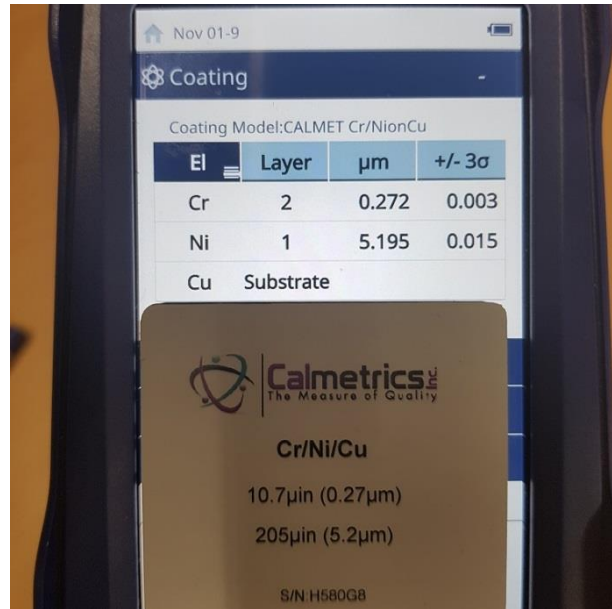 Nov 01-9
Coating -
Coating Model:CALMET Cr/NionCu
El Layer µm +/- 3σ
Cr 2 0.272 0.003
Ni 1 5.195 0.015
Cu Substrate
Calmetrics Inc.
The Measure of Quality
Cr/Ni/Cu
10.7µin (0.27µm)
205µin (5.2µm)
S/N:H580G8